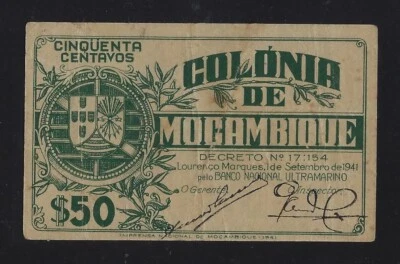 CINQÜENTA
CENTAVOS
COLÓNIA
DE
MOÇAMBIQUE
DECRETO Nº 17:154
Lourenço Marques, 1 de Setembro de 1941
pelo BANCO NACIONAL ULTRAMARINO
O Gerente
O Inspector
$50
IMPRENSA NACIONAL DE MOÇAMBIQUE 1941